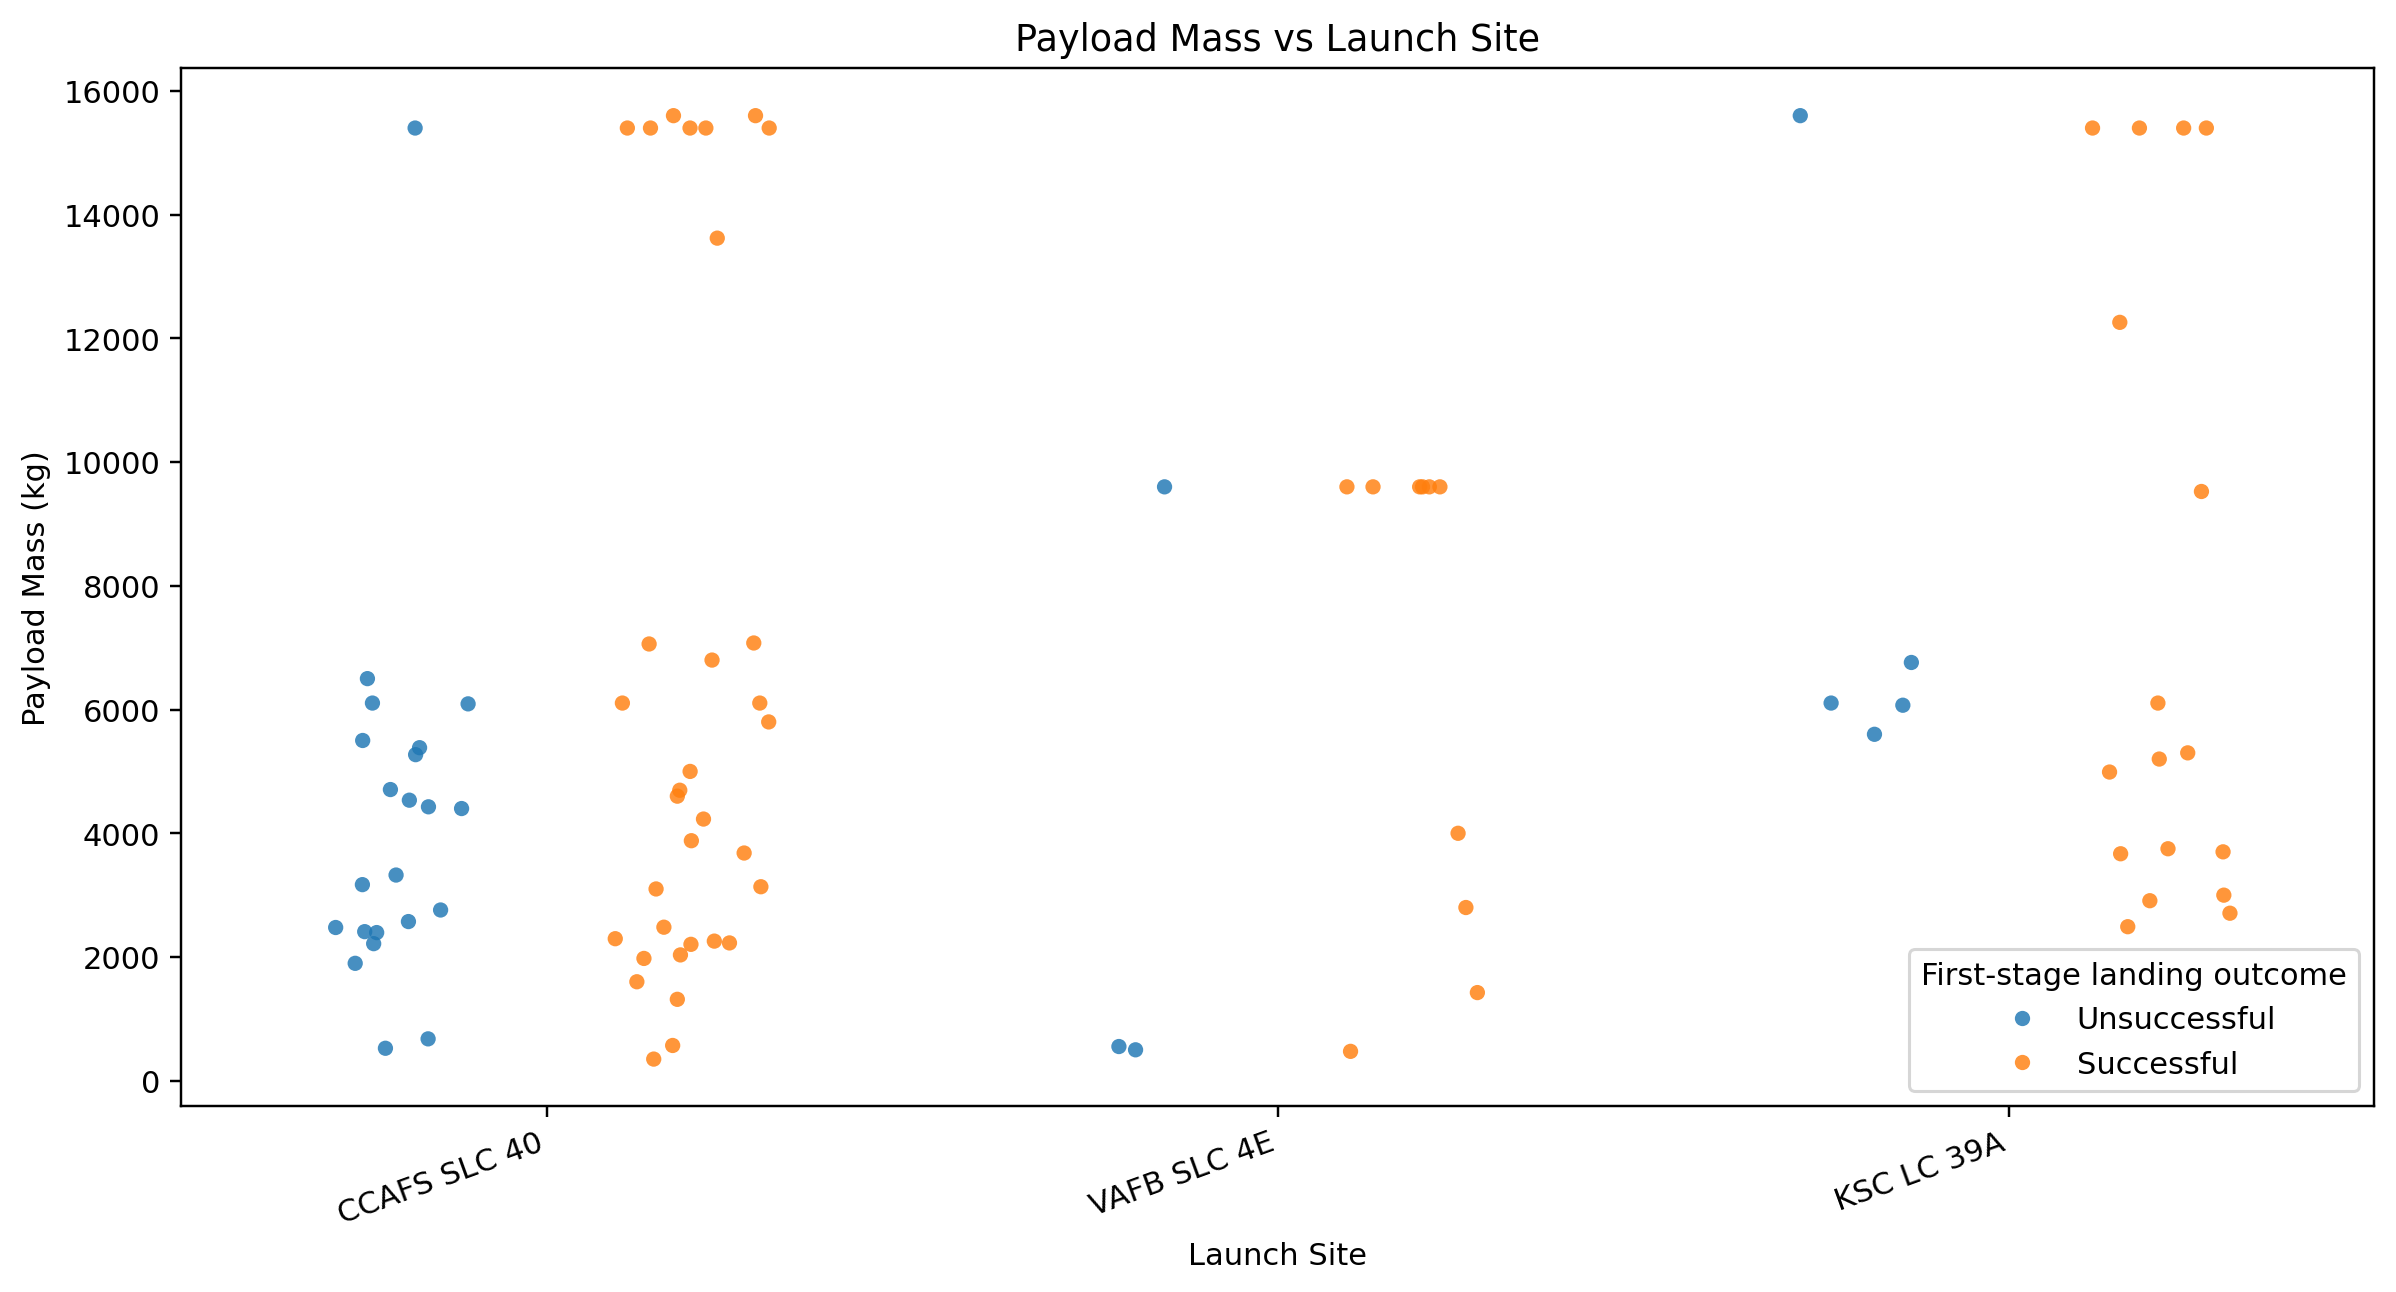 Payload Mass vs Launch Site
Payload Mass (kg)
16000
14000
12000
10000
8000
6000
4000
2000
0
First-stage landing outcome
Unsuccessful
Successful
CCAFS SLC 40
VAFB SLC 4E
KSC LC 39A
Launch Site